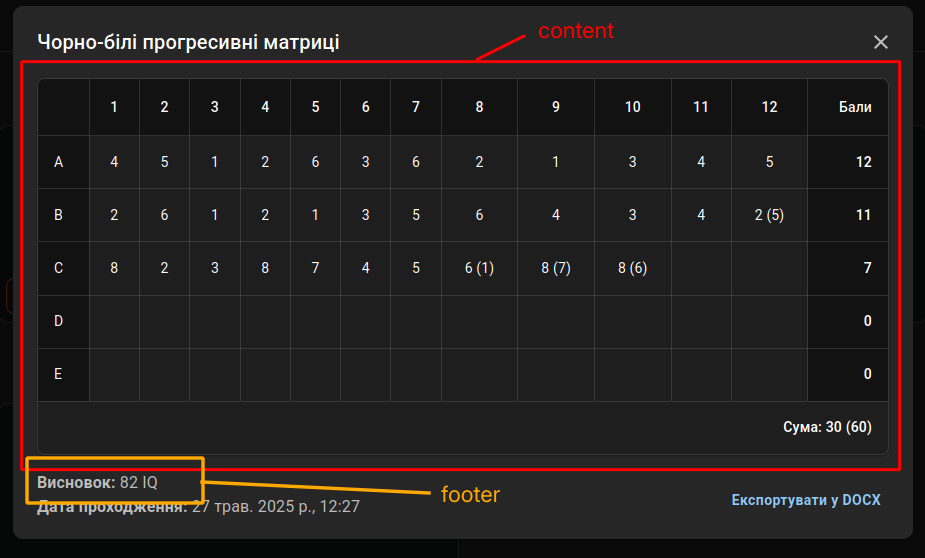 content
Чорно-білі прогресивні матриці
1 2 3 4 5 6 7 8 9 10 11 12 Бали
A 4 5 1 2 6 3 6 2 1 3 4 5 12
B 2 6 1 2 1 3 5 6 4 3 4 2 (5) 11
C 8 2 3 8 7 4 5 6 (1) 8 (7) 8 (6) 7
D 0
E 0
Сума: 30 (60)
Висновок: 82 IQ
footer
Дата проходження: 27 трав. 2025 р., 12:27
Експортувати у DOCX